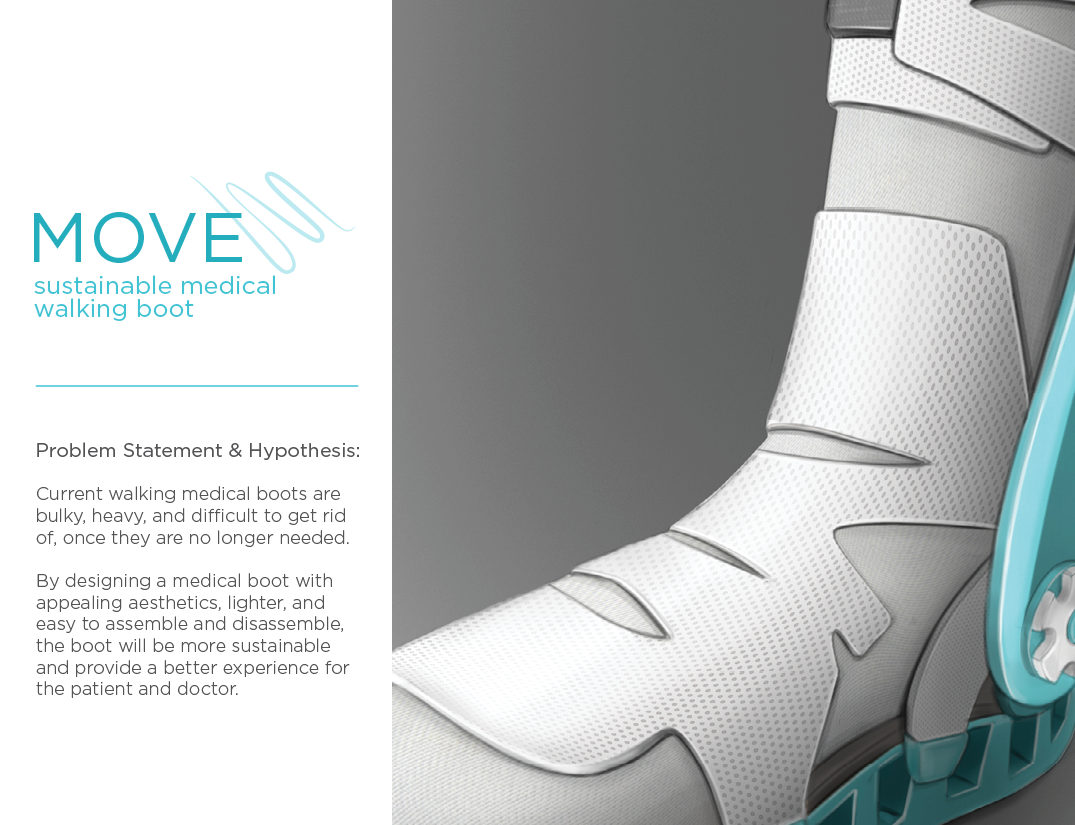 MOVE
sustainable medical
walking boot
Problem Statement & Hypothesis:
Current walking medical boots are
bulky, heavy, and difficult to get rid
of, once they are no longer needed.
By designing a medical boot with
appealing aesthetics, lighter, and
easy to assemble and disassemble,
the boot will be more sustainable
and provide a better experience for
the patient and doctor.